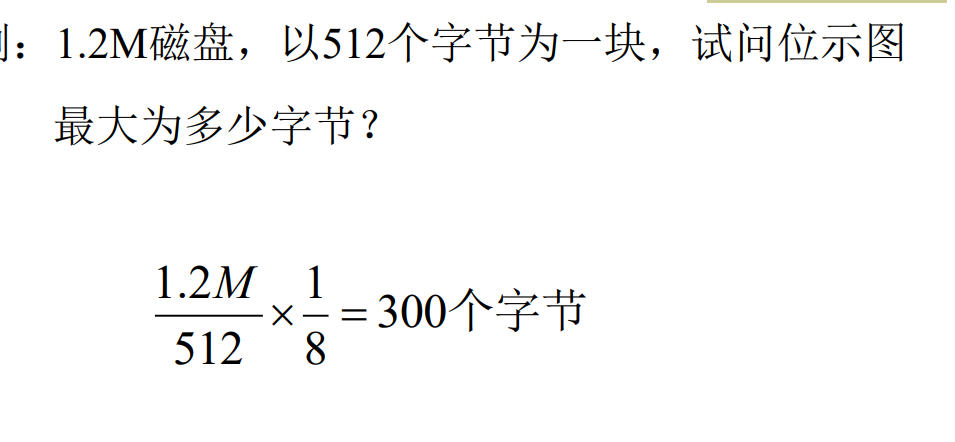 ：1.2M磁盘，以512个字节为一块，试问位示图
最大为多少字节？
1.2M/512 × 1/8 = 300个字节